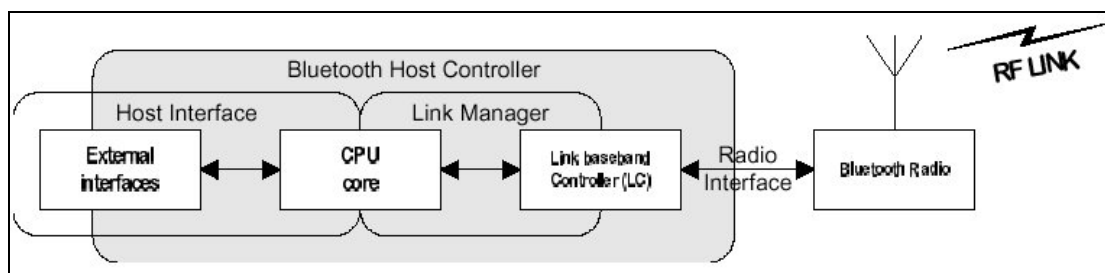 Bluetooth Host Controller
RF LINK
Host Interface
Link Manager
External
interfaces
CPU
core
Link baseband
Controller (LC)
Radio
Interface
Bluetooth Radio